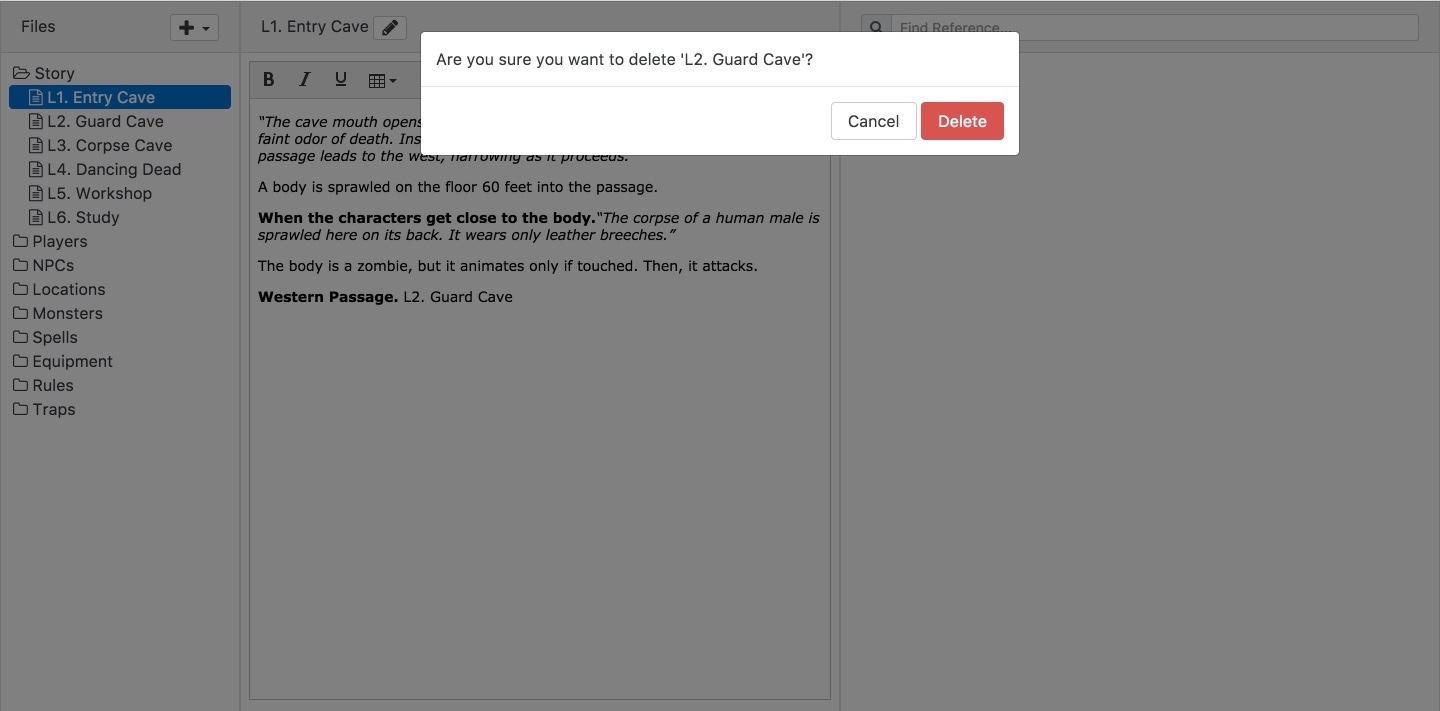 Files
L1. Entry Cave
Find Reference...
Are you sure you want to delete 'L2. Guard Cave'?
Cancel
Delete
Story
L1. Entry Cave
L2. Guard Cave
L3. Corpse Cave
L4. Dancing Dead
L5. Workshop
L6. Study
Players
NPCs
Locations
Monsters
Spells
Equipment
Rules
Traps
B I U
“The cave mouth opens
faint odor of death. Ins
passage leads to the west, narrowing as it proceeds.
A body is sprawled on the floor 60 feet into the passage.
When the characters get close to the body.“The corpse of a human male is
sprawled here on its back. It wears only leather breeches.”
The body is a zombie, but it animates only if touched. Then, it attacks.
Western Passage. L2. Guard Cave